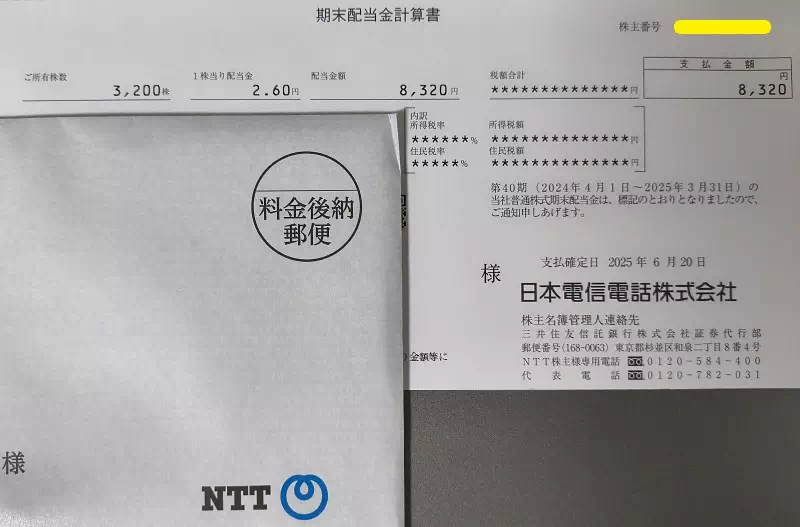 期末配当金計算書
株主番号
ご所有株数
3,200株
1株当り配当金
2.60円
配当金額
8,320円
税額合計
**************円
支払金額
円
8,320
内訳
所得税率
******%
所得税額
**************円
住民税率
*****%
住民税額
**************円
第40期（2024年4月1日～2025年3月31日）の
当社普通株式期末配当金は、標記のとおりとなりましたので、
ご通知申しあげます。
様
支払確定日 2025年 6月20日
日本電信電話株式会社
株主名簿管理人連絡先
三井住友信託銀行株式会社証券代行部
郵便番号(168-0063) 東京都杉並区和泉二丁目8番4号
NTT株主様専用電話 0120-584-400
代表電話 0120-782-031
金額等に
料金後納
郵便
様
NTT